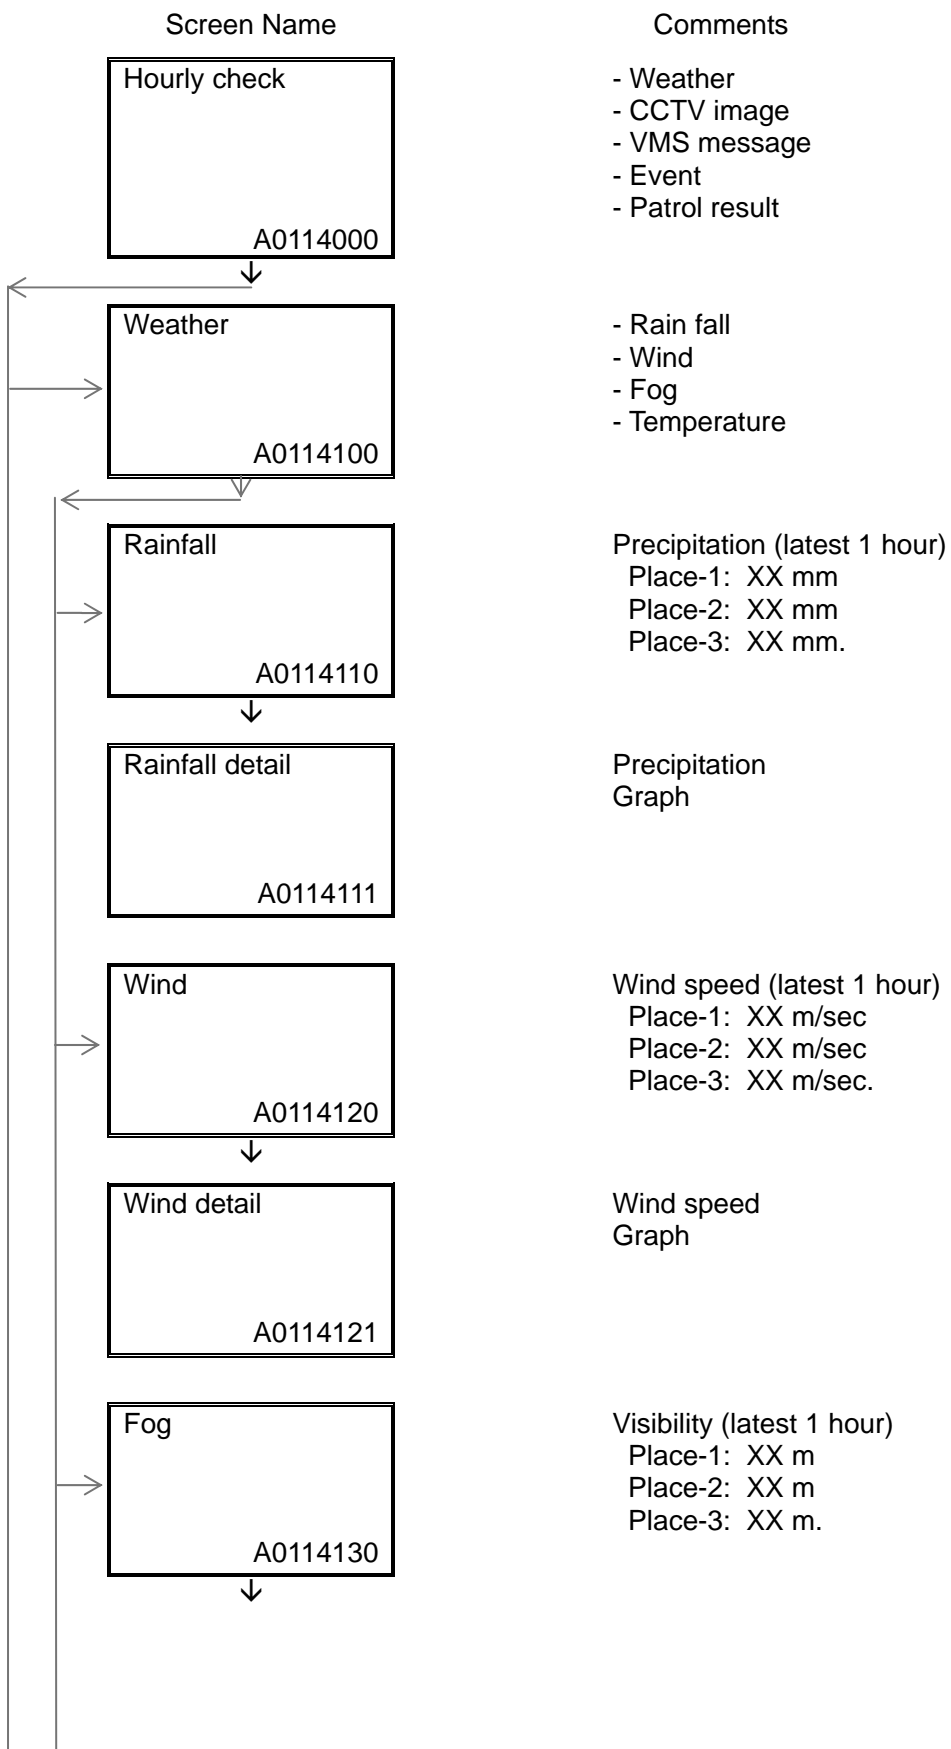 Screen Name
Comments
Hourly check
A0114000
- Weather
- CCTV image
- VMS message
- Event
- Patrol result
Weather
A0114100
- Rain fall
- Wind
- Fog
- Temperature
Rainfall
A0114110
Precipitation (latest 1 hour)
Place-1: XX mm
Place-2: XX mm
Place-3: XX mm.
Rainfall detail
A0114111
Precipitation
Graph
Wind
A0114120
Wind speed (latest 1 hour)
Place-1: XX m/sec
Place-2: XX m/sec
Place-3: XX m/sec.
Wind detail
A0114121
Wind speed
Graph
Fog
A0114130
Visibility (latest 1 hour)
Place-1: XX m
Place-2: XX m
Place-3: XX m.